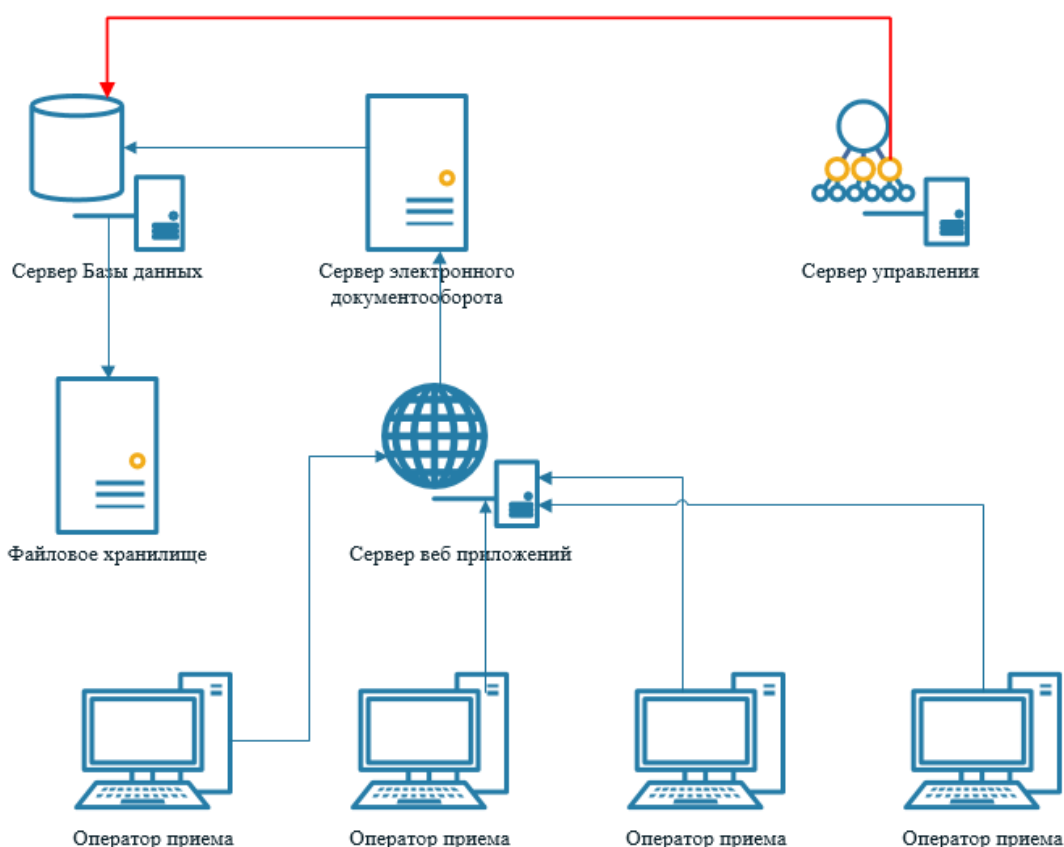 Сервер Базы данных
Сервер электронного
документооборота
Сервер управления
Файловое хранилище
Сервер веб приложений
Оператор приема
Оператор приема
Оператор приема
Оператор приема